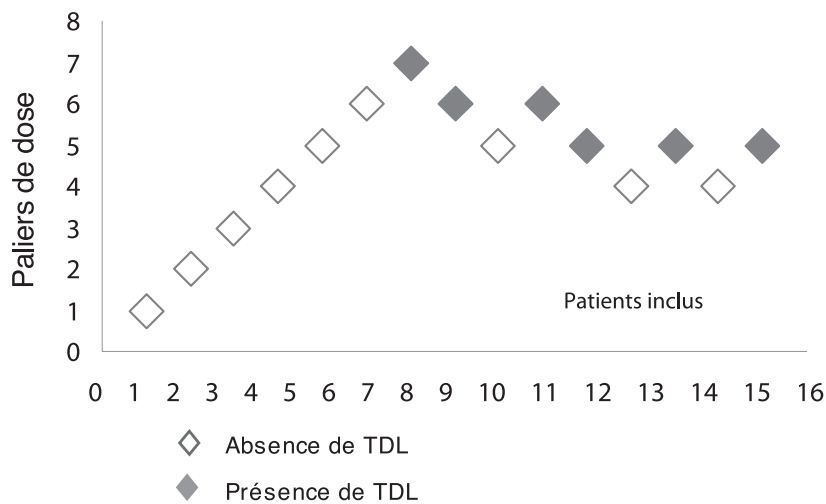 8
7
6
5
4
3
2
1
0
Paliers de dose
Patients inclus
0 1 2 3 4 5 6 7 8 9 10 11 12 13 14 15 16
Absence de TDL
Présence de TDL